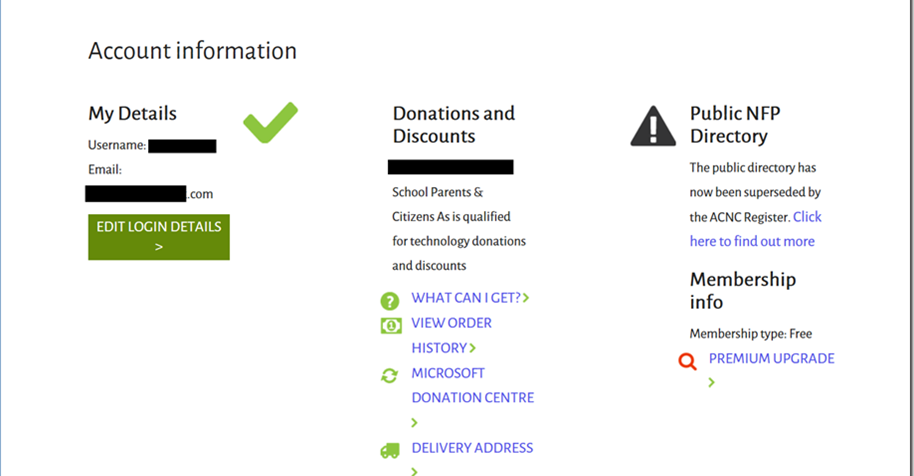 Account information
My Details
Username:
Email:
.com
EDIT LOGIN DETAILS
>
Donations and
Discounts
School Parents &
Citizens As is qualified
for technology donations
and discounts
? WHAT CAN I GET? >
1 VIEW ORDER
HISTORY >
MICROSOFT
DONATION CENTRE
>
DELIVERY ADDRESS
>
Public NFP
Directory
The public directory has
now been superseded by
the ACNC Register. Click
here to find out more
Membership
info
Membership type: Free
PREMIUM UPGRADE
>